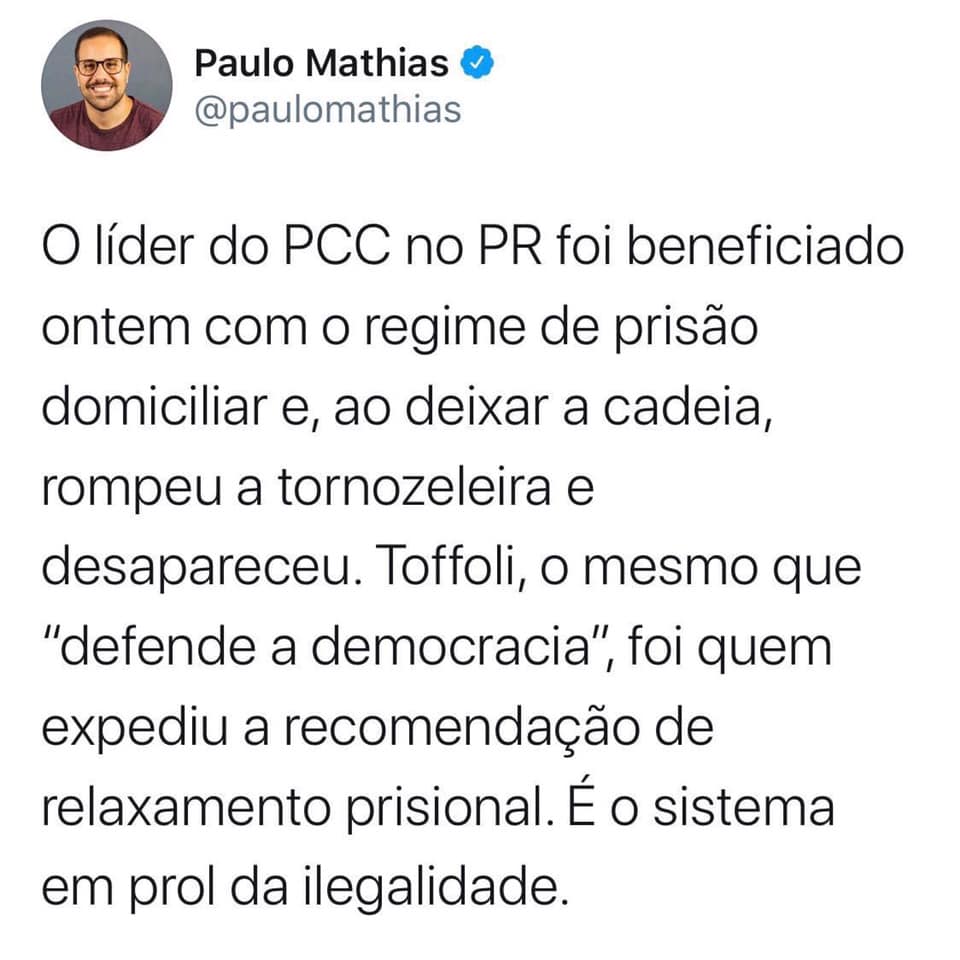 Paulo Mathias
@paulomathias
O líder do PCC no PR foi beneficiado
ontem com o regime de prisão
domiciliar e, ao deixar a cadeia,
rompeu a tornozeleira e
desapareceu. Toffoli, o mesmo que
“defende a democracia”, foi quem
expediu a recomendação de
relaxamento prisional. É o sistema
em prol da ilegalidade.